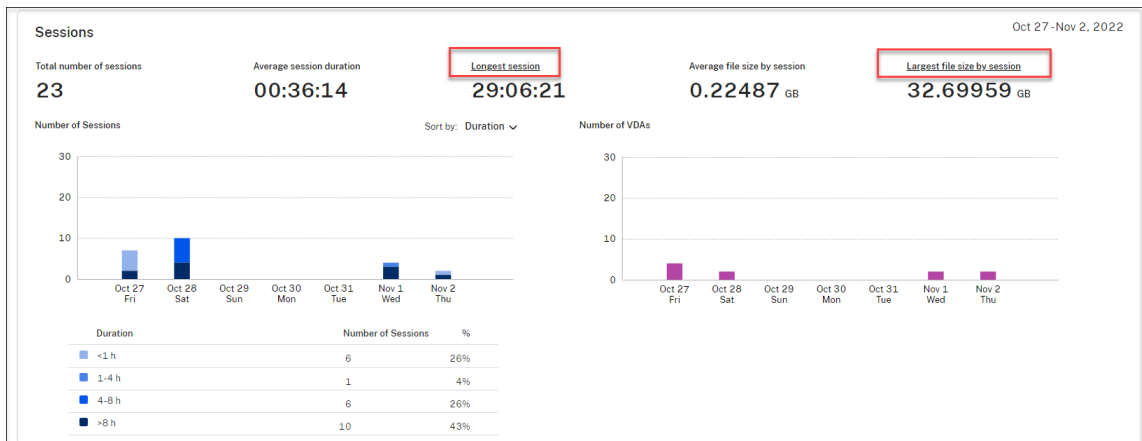 Sessions
Oct 27 - Nov 2, 2022
Total number of sessions
Average session duration
Longest session
Average file size by session
Largest file size by session
23
00:36:14
29:06:21
0.22487 GB
32.69959 GB
Number of Sessions
Sort by: Duration
Number of VDAs
30
20
10
0
Oct 27 Oct 28 Oct 29 Oct 30 Oct 31 Nov 1 Nov 2
Fri Sat Sun Mon Tue Wed Thu
30
20
10
0
Oct 27 Oct 28 Oct 29 Oct 30 Oct 31 Nov 1 Nov 2
Fri Sat Sun Mon Tue Wed Thu
Duration Number of Sessions %
<1 h 6 26%
1-4 h 1 4%
4-8 h 6 26%
>8 h 10 43%